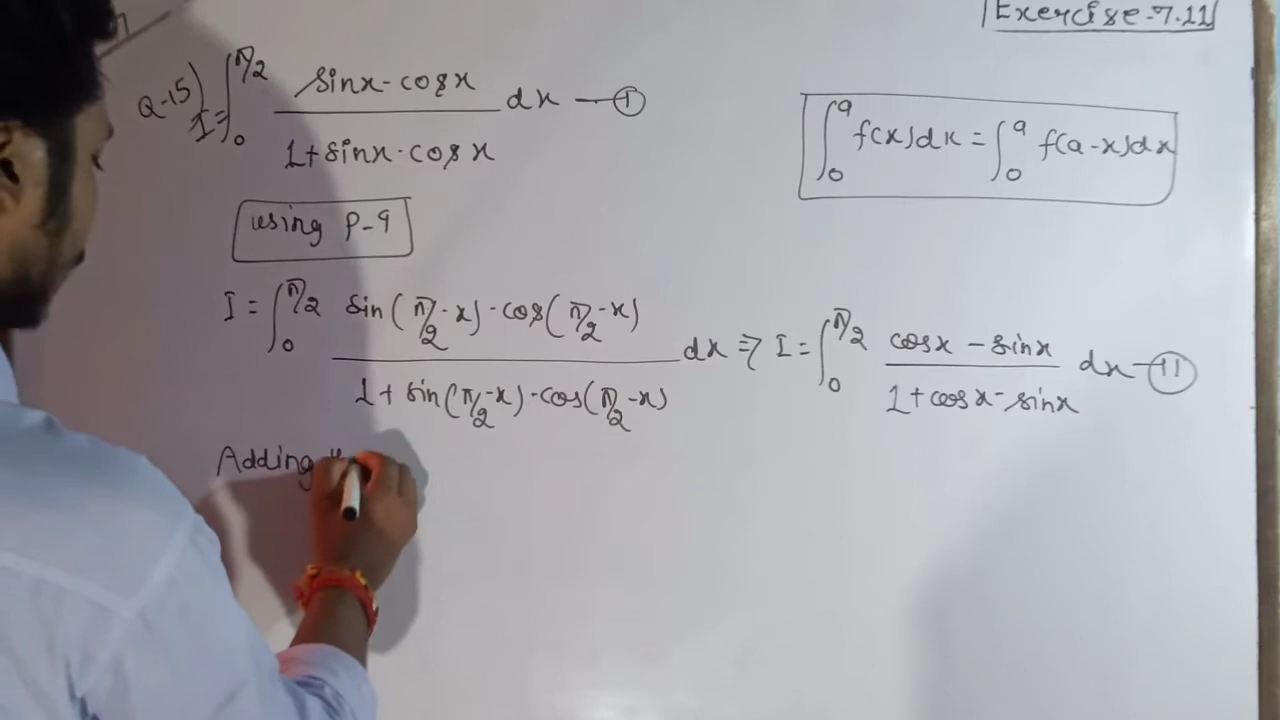 Exercise-7.11
Q-15) I = ∫₀^π/2 (sinx - cosx)/(1 + sinx · cosx) dx — ①
∫₀^a f(x)dx = ∫₀^a f(a-x)dx
using P-9
I = ∫₀^π/2 (sin(π/2 - x) - cos(π/2 - x))/(1 + sin(π/2 - x) · cos(π/2 - x)) dx ⇒ I = ∫₀^π/2 (cosx - sinx)/(1 + cosx - sinx) dx — ⑪
Adding